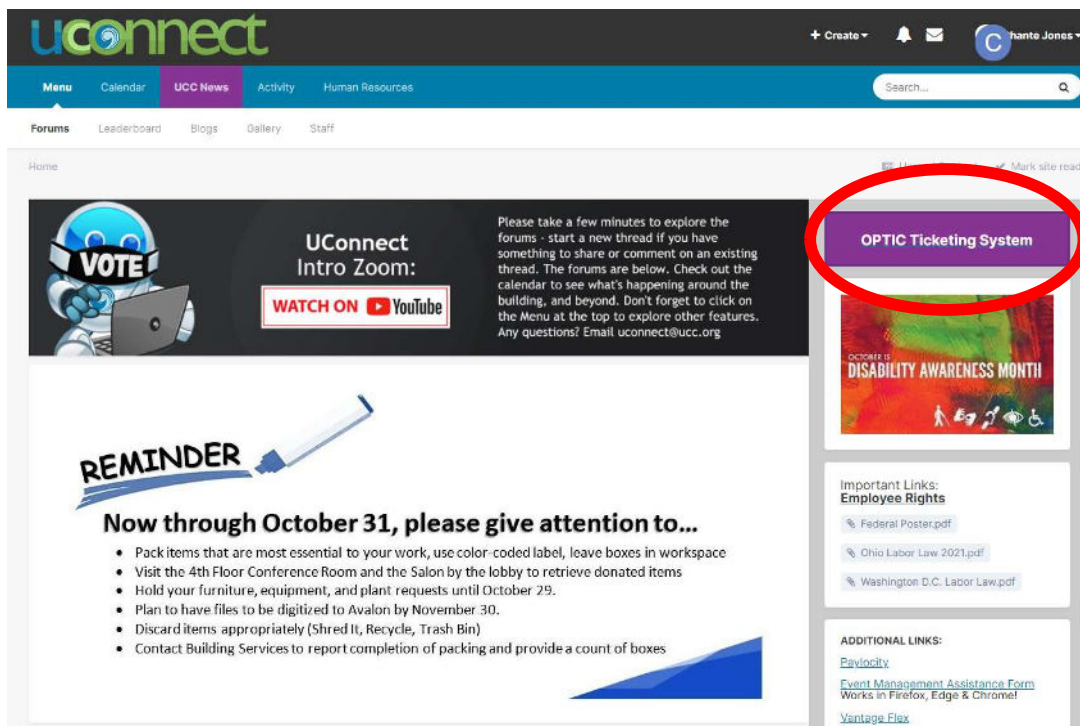 uconnect
+ Create
C hante Jones
Menu Calendar UCC News Activity Human Resources
Search...
Forums Leaderboard Blogs Gallery Staff
Home
Mark site read
VOTE
UConnect
Intro Zoom:
WATCH ON YouTube
Please take a few minutes to explore the
forums - start a new thread if you have
something to share or comment on an existing
thread. The forums are below. Check out the
calendar to see what's happening around the
building, and beyond. Don't forget to click on
the Menu at the top to explore other features.
Any questions? Email uconnect@ucc.org
OPTIC Ticketing System
OCTOBER IS
DISABILITY AWARENESS MONTH
REMINDER
Now through October 31, please give attention to...
• Pack items that are most essential to your work, use color-coded label, leave boxes in workspace
• Visit the 4th Floor Conference Room and the Salon by the lobby to retrieve donated items
• Hold your furniture, equipment, and plant requests until October 29.
• Plan to have files to be digitized to Avalon by November 30.
• Discard items appropriately (Shred It, Recycle, Trash Bin)
• Contact Building Services to report completion of packing and provide a count of boxes
Important Links:
Employee Rights
Federal Poster.pdf
Ohio Labor Law 2021.pdf
Washington D.C. Labor Law.pdf
ADDITIONAL LINKS:
Paylocity
Event Management Assistance Form
Works in Firefox, Edge & Chrome!
Vantage Flex